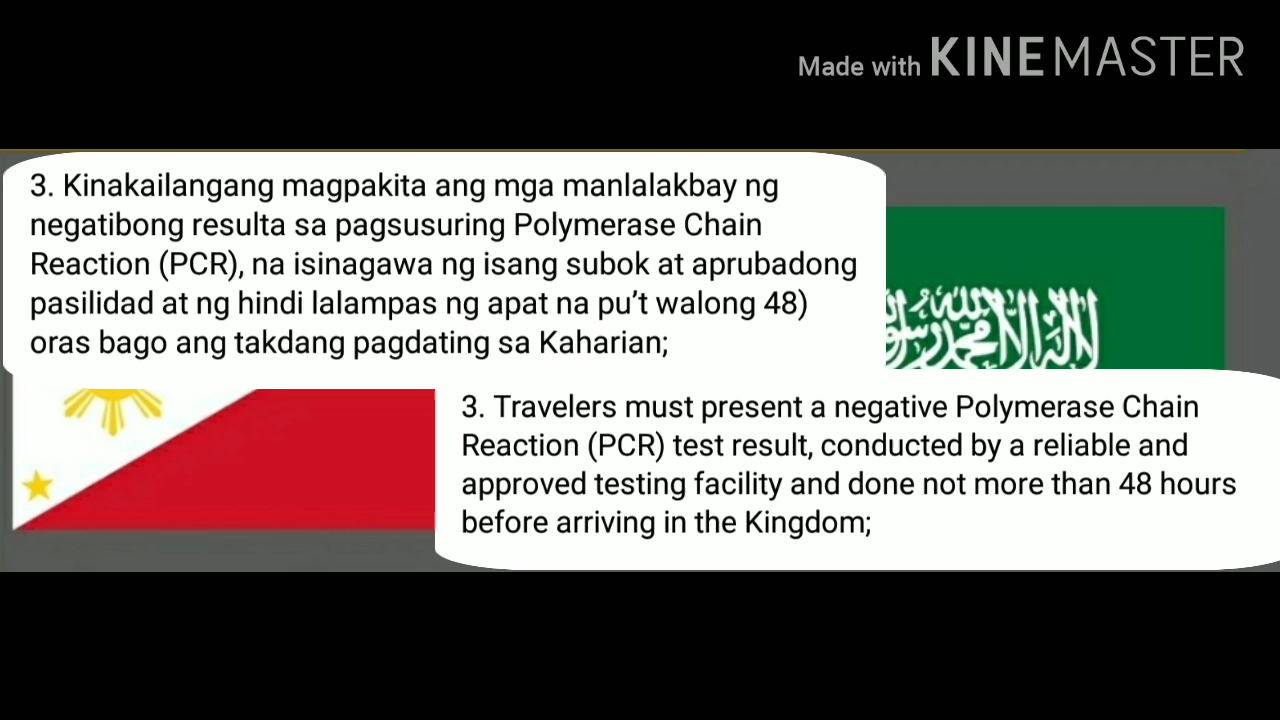 Made with KINEMASTER
3. Kinakailangang magpakita ang mga manlalakbay ng
negatibong resulta sa pagsusuring Polymerase Chain
Reaction (PCR), na isinagawa ng isang subok at aprubadong
pasilidad at ng hindi lalampas ng apat na pu’t walong 48)
oras bago ang takdang pagdating sa Kaharian;
3. Travelers must present a negative Polymerase Chain
Reaction (PCR) test result, conducted by a reliable and
approved testing facility and done not more than 48 hours
before arriving in the Kingdom;